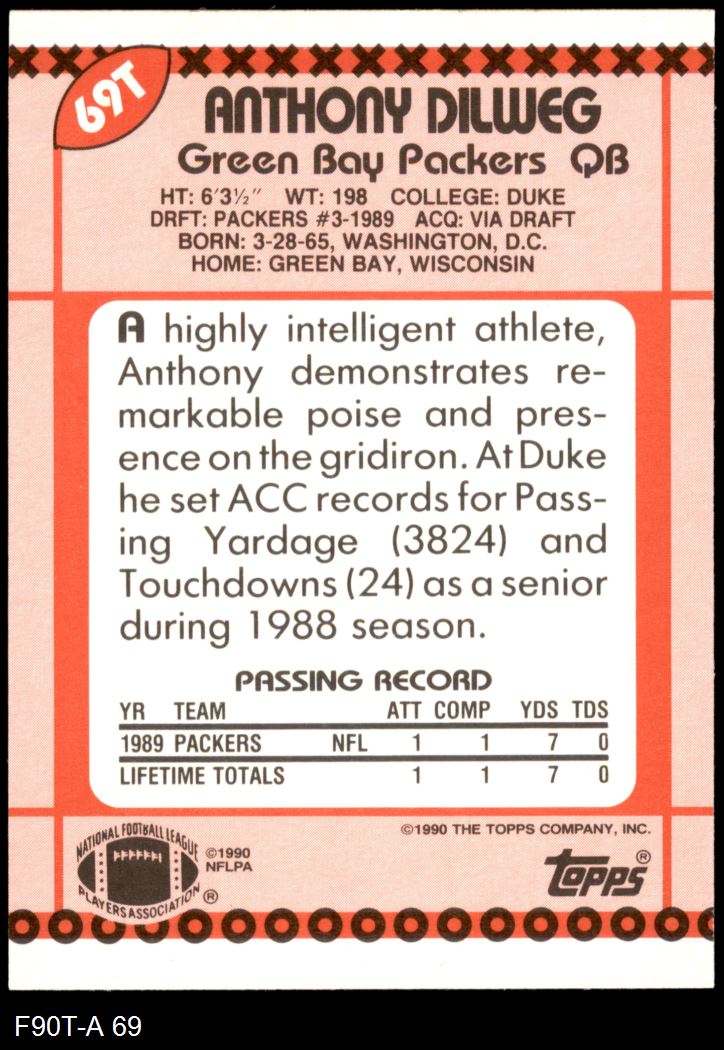 69T
ANTHONY DILWEG
Green Bay Packers QB
HT: 6'3½" WT: 198 COLLEGE: DUKE
DRFT: PACKERS #3-1989 ACQ: VIA DRAFT
BORN: 3-28-65, WASHINGTON, D.C.
HOME: GREEN BAY, WISCONSIN
A highly intelligent athlete,
Anthony demonstrates re-
markable poise and pres-
ence on the gridiron. At Duke
he set ACC records for Pass-
ing Yardage (3824) and
Touchdowns (24) as a senior
during 1988 season.
PASSING RECORD
YR TEAM ATT COMP YDS TDS
1989 PACKERS NFL 1 1 7 0
LIFETIME TOTALS 1 1 7 0
©1990 THE TOPPS COMPANY, INC.
NATIONAL FOOTBALL LEAGUE
PLAYERS ASSOCIATION ®
©1990
NFLPA
Topps ®
F90T-A 69